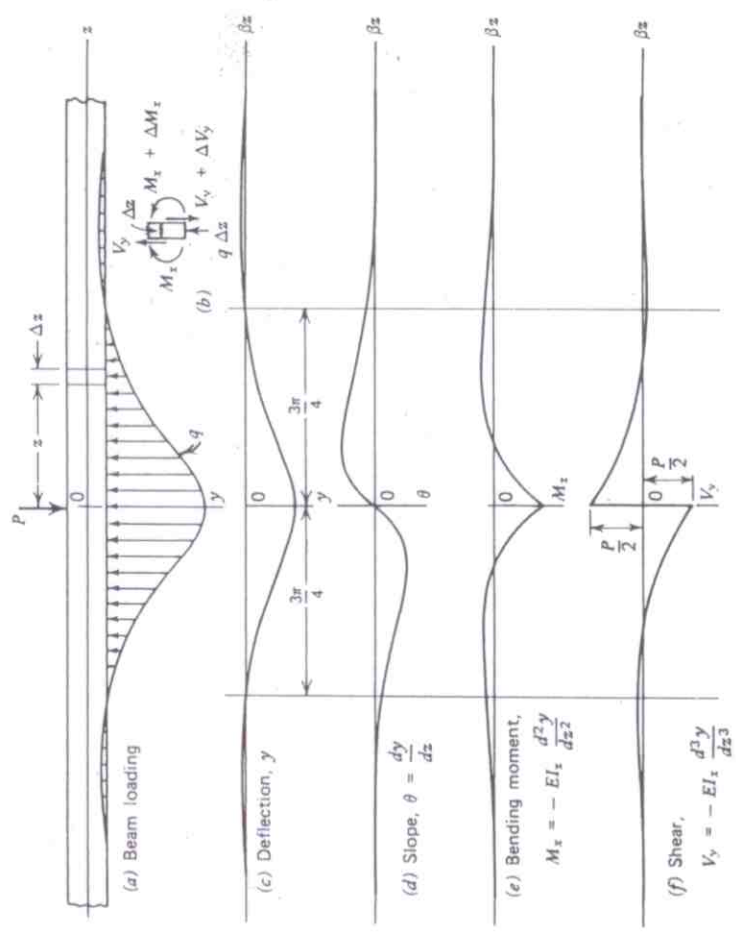 P
z
Δz
0
z
q
y
(a) Beam loading
V_y
Δz
M_x
M_x + ΔM_x
V_y + ΔV_y
q Δz
(b)
0
βz
y
(c) Deflection, y
3π/4
3π/4
0
βz
θ
(d) Slope, θ = dy/dz
0
βz
M_x
(e) Bending moment,
M_x = − EI_x d²y/dz²
P/2
0
P/2
βz
V_y
(f) Shear,
V_y = − EI_x d³y/dz³